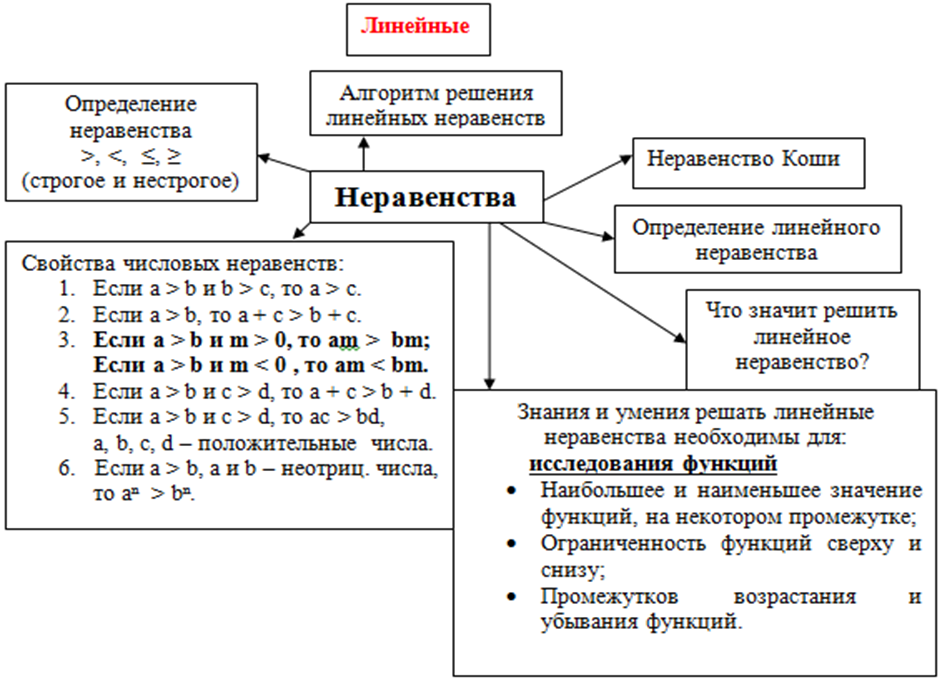 Линейные
Алгоритм решения
линейных неравенств
Определение
неравенства
>, <, ≤, ≥
(строгое и нестрогое)
Неравенство Коши
Неравенства
Определение линейного
неравенства
Свойства числовых неравенств:
1. Если a > b и b > c, то a > c.
2. Если a > b, то a + c > b + c.
3. Если a > b и m > 0, то am > bm;
Если a > b и m < 0 , то am < bm.
4. Если a > b и c > d, то a + c > b + d.
5. Если a > b и c > d, то ac > bd,
a, b, c, d – положительные числа.
6. Если a > b, a и b – неотриц. числа,
то aⁿ > bⁿ.
Что значит решить
линейное
неравенство?
Знания и умения решать линейные
неравенства необходимы для:
исследования функций
• Наибольшее и наименьшее значение
функций, на некотором промежутке;
• Ограниченность функций сверху и
снизу;
• Промежутков возрастания и
убывания функций.